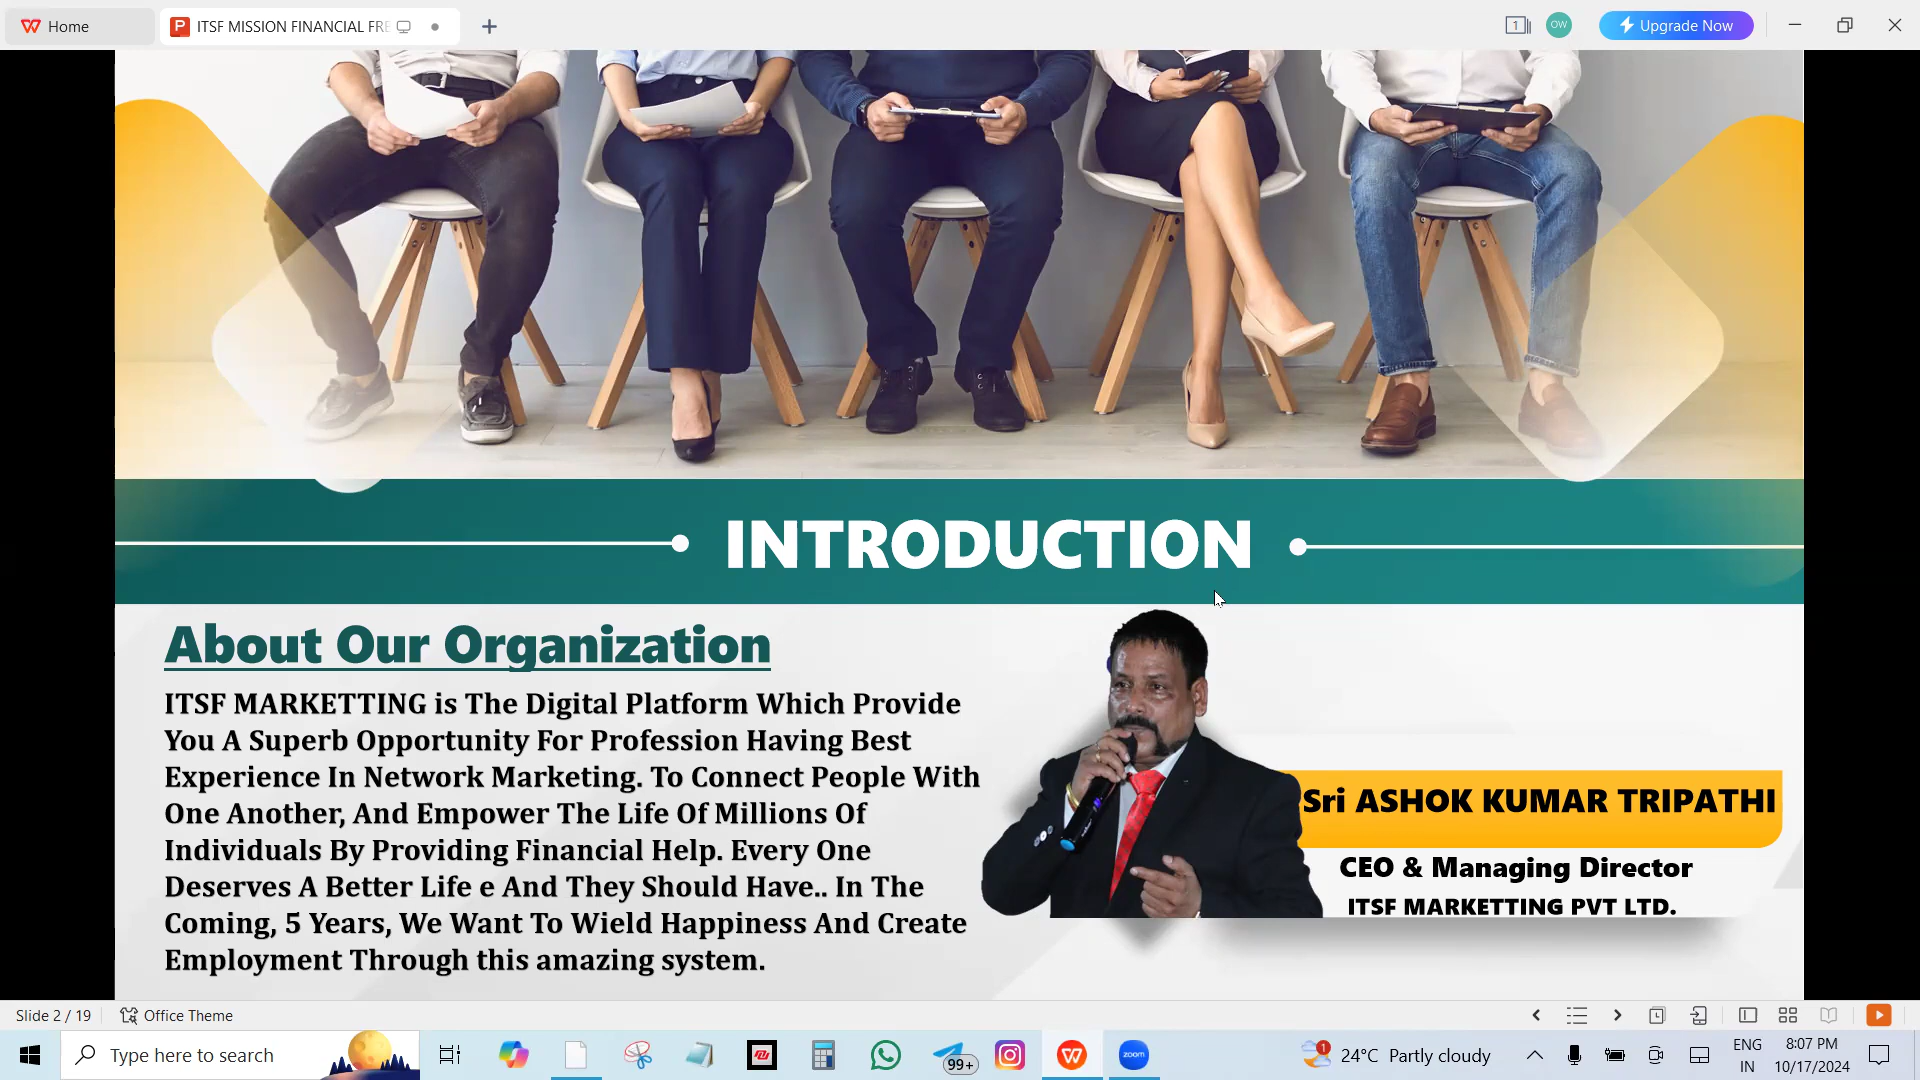 Home
ITSF MISSION FINANCIAL FRE
1
OW
Upgrade Now
INTRODUCTION
About Our Organization
ITSF MARKETTING is The Digital Platform Which Provide
You A Superb Opportunity For Profession Having Best
Experience In Network Marketing. To Connect People With
One Another, And Empower The Life Of Millions Of
Individuals By Providing Financial Help. Every One
Deserves A Better Life e And They Should Have.. In The
Coming, 5 Years, We Want To Wield Happiness And Create
Employment Through this amazing system.
Sri ASHOK KUMAR TRIPATHI
CEO & Managing Director
ITSF MARKETTING PVT LTD.
Slide 2 / 19
Office Theme
Type here to search
99+
zoom
1
24°C Partly cloudy
ENG
IN
8:07 PM
10/17/2024